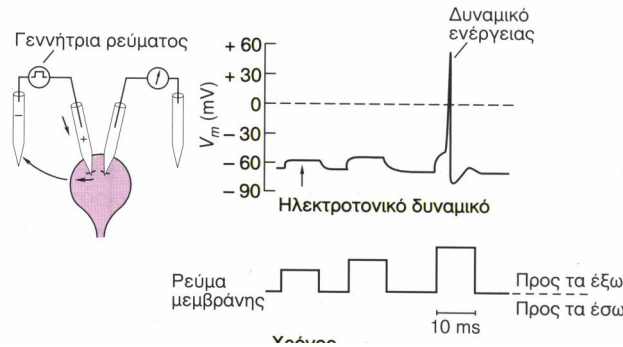 Γεννήτρια ρεύματος
Δυναμικό
ενέργειας
+ 60
+ 30
0
– 30
– 60
– 90
V_m (mV)
–
+
Ηλεκτροτονικό δυναμικό
Ρεύμα
μεμβράνης
Προς τα έξω
Προς τα έσω
10 ms
Χρόνος